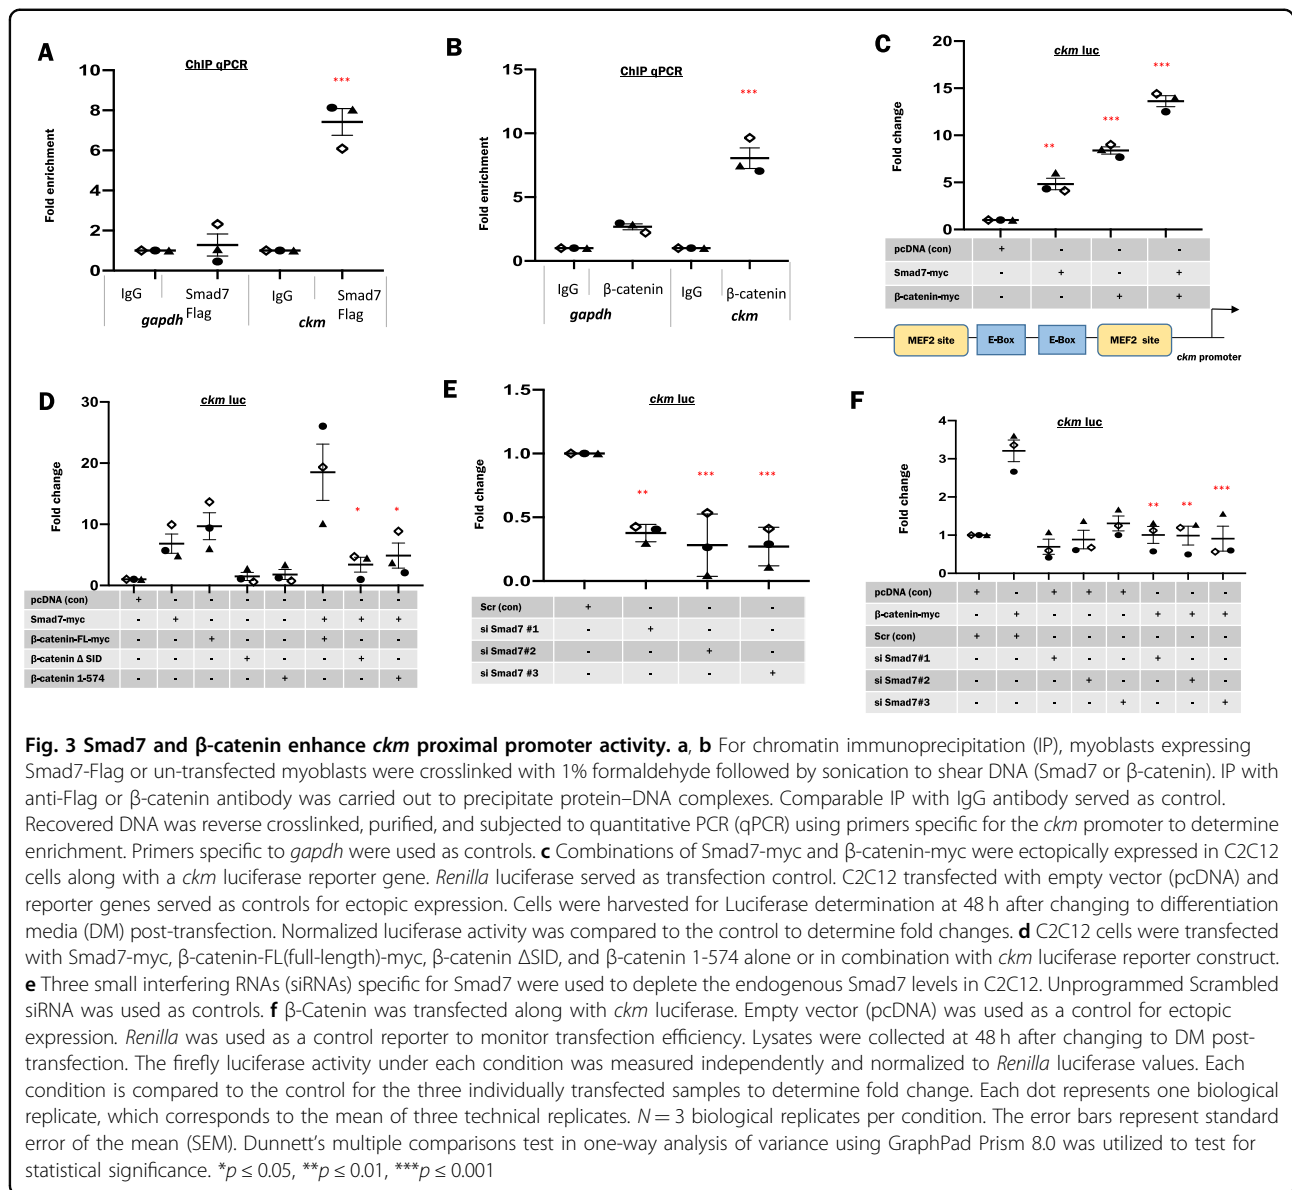 A
ChIP qPCR
Fold enrichment
10
8
6
4
2
0
***
IgG Smad7 Flag IgG Smad7 Flag
gapdh ckm
B
ChIP qPCR
Fold enrichment
15
10
5
0
***
IgG β-catenin IgG β-catenin
gapdh ckm
C
ckm luc
Fold change
20
15
10
5
0
** *** ***
pcDNA (con) + - - -
Smad7-myc - + - +
β-catenin-myc - - + +
MEF2 site E-Box E-Box MEF2 site
ckm promoter
D
ckm luc
Fold change
30
20
10
0
* *
pcDNA (con) + - - - - - - -
Smad7-myc - + - - - + + +
β-catenin-FL-myc - - + - - + - -
β-catenin Δ SID - - - + - - + -
β-catenin 1-574 - - - - + - - +
E
ckm luc
Fold change
1.5
1.0
0.5
0.0
** *** ***
Scr (con) + - - -
si Smad7 #1 - + - -
si Smad7#2 - - + -
si Smad7 #3 - - - +
F
ckm luc
Fold change
4
3
2
1
0
** ** ***
pcDNA (con) + - + + + - - -
β-catenin-myc - + - - - + + +
Scr (con) + + - - - - - -
si Smad7#1 - - + - - + - -
si Smad7#2 - - - + - - + -
si Smad7#3 - - - - + - - +
Fig. 3 Smad7 and β-catenin enhance ckm proximal promoter activity. a, b For chromatin immunoprecipitation (IP), myoblasts expressing
Smad7-Flag or un-transfected myoblasts were crosslinked with 1% formaldehyde followed by sonication to shear DNA (Smad7 or β-catenin). IP with
anti-Flag or β-catenin antibody was carried out to precipitate protein–DNA complexes. Comparable IP with IgG antibody served as control.
Recovered DNA was reverse crosslinked, purified, and subjected to quantitative PCR (qPCR) using primers specific for the ckm promoter to determine
enrichment. Primers specific to gapdh were used as controls. c Combinations of Smad7-myc and β-catenin-myc were ectopically expressed in C2C12
cells along with a ckm luciferase reporter gene. Renilla luciferase served as transfection control. C2C12 transfected with empty vector (pcDNA) and
reporter genes served as controls for ectopic expression. Cells were harvested for Luciferase determination at 48 h after changing to differentiation
media (DM) post-transfection. Normalized luciferase activity was compared to the control to determine fold changes. d C2C12 cells were transfected
with Smad7-myc, β-catenin-FL(full-length)-myc, β-catenin ΔSID, and β-catenin 1-574 alone or in combination with ckm luciferase reporter construct.
e Three small interfering RNAs (siRNAs) specific for Smad7 were used to deplete the endogenous Smad7 levels in C2C12. Unprogrammed Scrambled
siRNA was used as controls. f β-Catenin was transfected along with ckm luciferase. Empty vector (pcDNA) was used as a control for ectopic
expression. Renilla was used as a control reporter to monitor transfection efficiency. Lysates were collected at 48 h after changing to DM post-
transfection. The firefly luciferase activity under each condition was measured independently and normalized to Renilla luciferase values. Each
condition is compared to the control for the three individually transfected samples to determine fold change. Each dot represents one biological
replicate, which corresponds to the mean of three technical replicates. N = 3 biological replicates per condition. The error bars represent standard
error of the mean (SEM). Dunnett's multiple comparisons test in one-way analysis of variance using GraphPad Prism 8.0 was utilized to test for
statistical significance. *p ≤ 0.05, **p ≤ 0.01, ***p ≤ 0.001